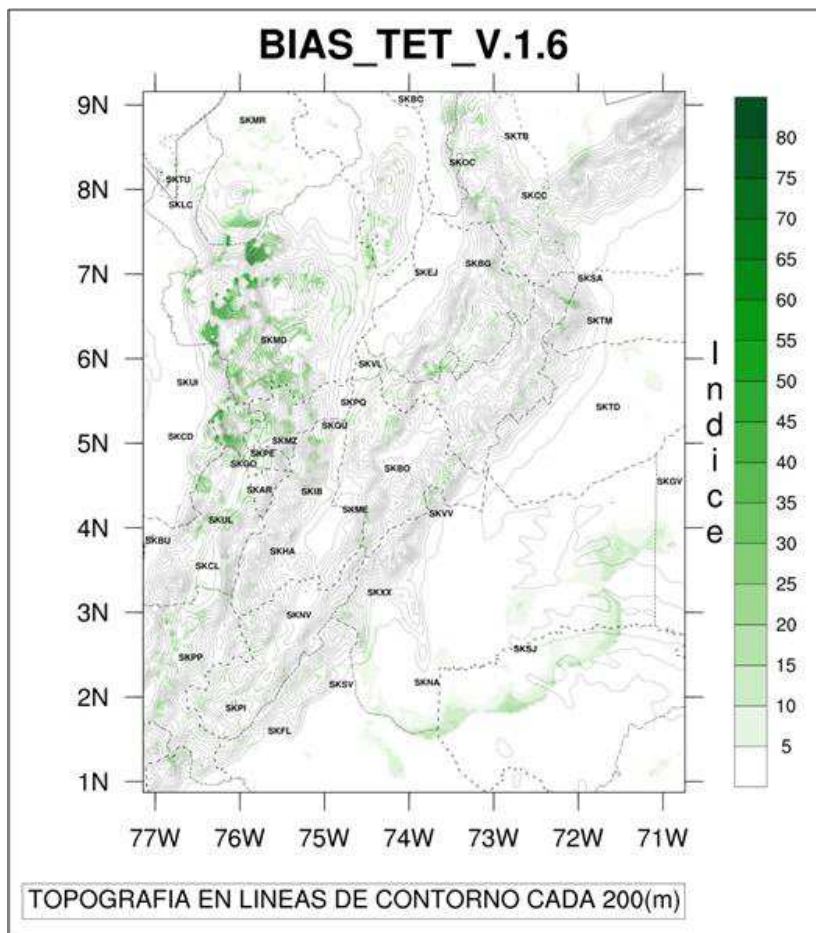 BIAS_TET_V.1.6
9N
8N
7N
6N
5N
4N
3N
2N
1N
77W 76W 75W 74W 73W 72W 71W
SKBC
SKMR
SKTB
SKOC
SKTU
SKLC
SKCC
SKBG
SKEJ
SKSA
SKTM
SKMD
SKVL
SKUI
SKPQ
SKTD
SKQU
SKCD
SKMZ
SKPE
SKGO
SKBO
SKAR
SKIB
SKGV
SKME
SKUL
SKVV
SKBU
SKHA
SKCL
SKXX
SKNV
SKSJ
SKPP
SKSV
SKNA
SKPI
SKFL
80
75
70
65
60
55
50
45
40
35
30
25
20
15
10
5
Indice
TOPOGRAFIA EN LINEAS DE CONTORNO CADA 200(m)